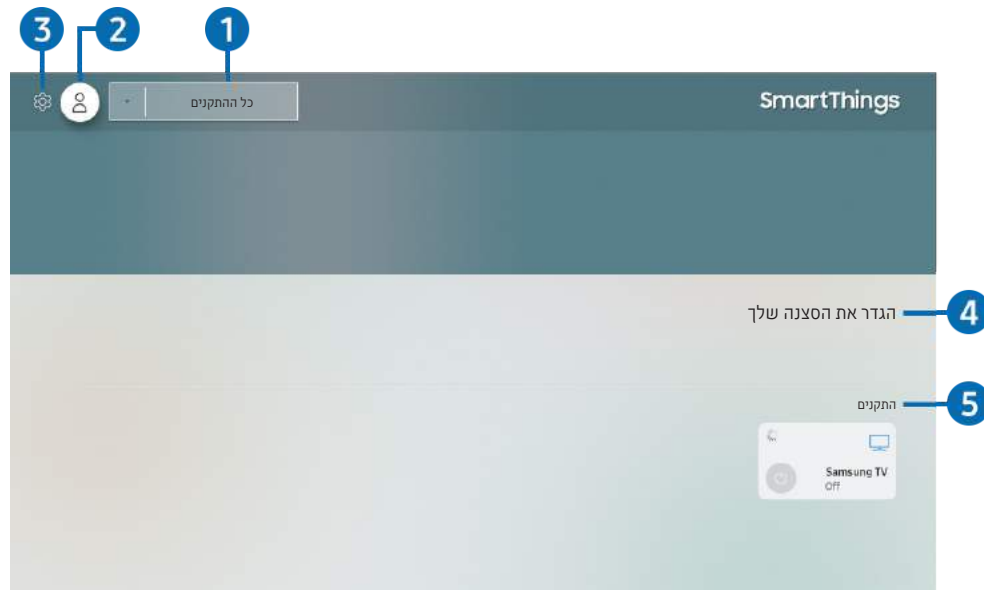 3 2 1
כל ההתקנים
SmartThings
הגדר את הסצנה שלך
4
התקנים
5
Samsung TV
Off